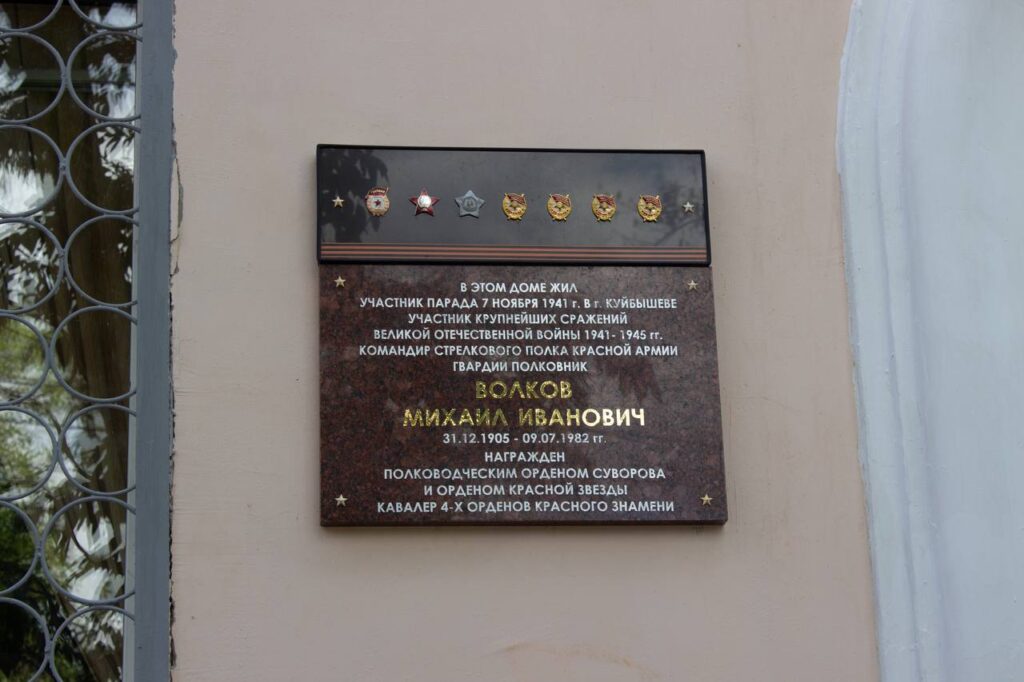 В ЭТОМ ДОМЕ ЖИЛ
УЧАСТНИК ПАРАДА 7 НОЯБРЯ 1941 г. В г. КУЙБЫШЕВЕ
УЧАСТНИК КРУПНЕЙШИХ СРАЖЕНИЙ
ВЕЛИКОЙ ОТЕЧЕСТВЕННОЙ ВОЙНЫ 1941- 1945 гг.
КОМАНДИР СТРЕЛКОВОГО ПОЛКА КРАСНОЙ АРМИИ
ГВАРДИИ ПОЛКОВНИК
ВОЛКОВ
МИХАИЛ ИВАНОВИЧ
31.12.1905 - 09.07.1982 гг.
НАГРАЖДЕН
ПОЛКОВОДЧЕСКИМ ОРДЕНОМ СУВОРОВА
И ОРДЕНОМ КРАСНОЙ ЗВЕЗДЫ
КАВАЛЕР 4-Х ОРДЕНОВ КРАСНОГО ЗНАМЕНИ